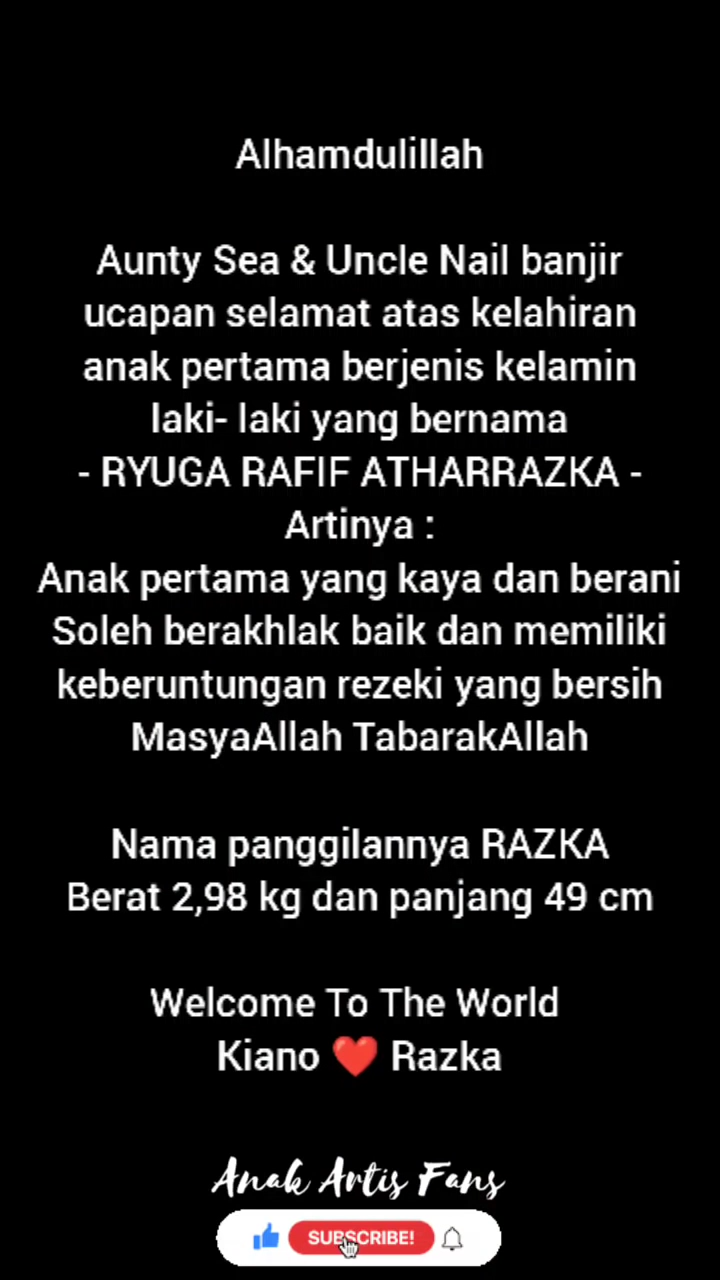 Alhamdulillah
Aunty Sea & Uncle Nail banjir
ucapan selamat atas kelahiran
anak pertama berjenis kelamin
laki- laki yang bernama
- RYUGA RAFIF ATHARRAZKA -
Artinya :
Anak pertama yang kaya dan berani
Soleh berakhlak baik dan memiliki
keberuntungan rezeki yang bersih
MasyaAllah TabarakAllah
Nama panggilannya RAZKA
Berat 2,98 kg dan panjang 49 cm
Welcome To The World
Kiano ❤️ Razka
Anak Artis Fans
SUBSCRIBE!